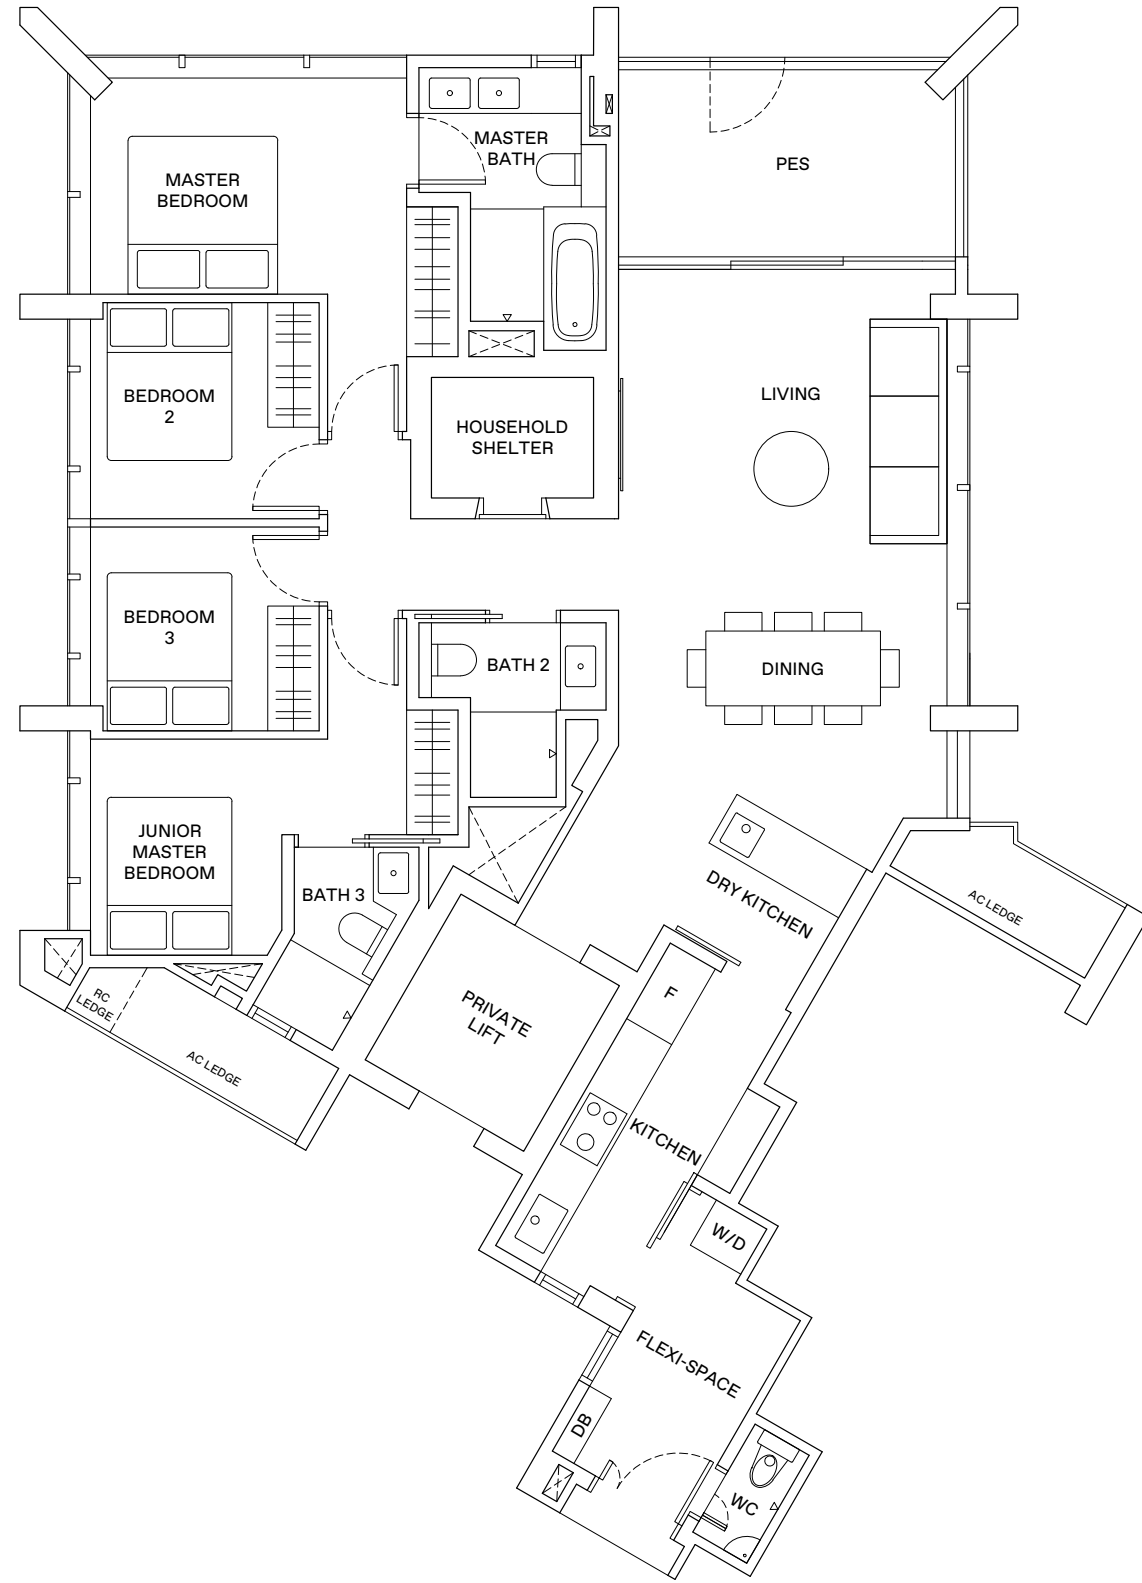 MASTER
BATH
PES
MASTER
BEDROOM
BEDROOM
2
LIVING
HOUSEHOLD
SHELTER
BEDROOM
3
BATH 2
DINING
JUNIOR
MASTER
BEDROOM
BATH 3
DRY KITCHEN
AC LEDGE
RC
LEDGE
AC LEDGE
PRIVATE
LIFT
F
KITCHEN
W/D
FLEXI-SPACE
DB
WC